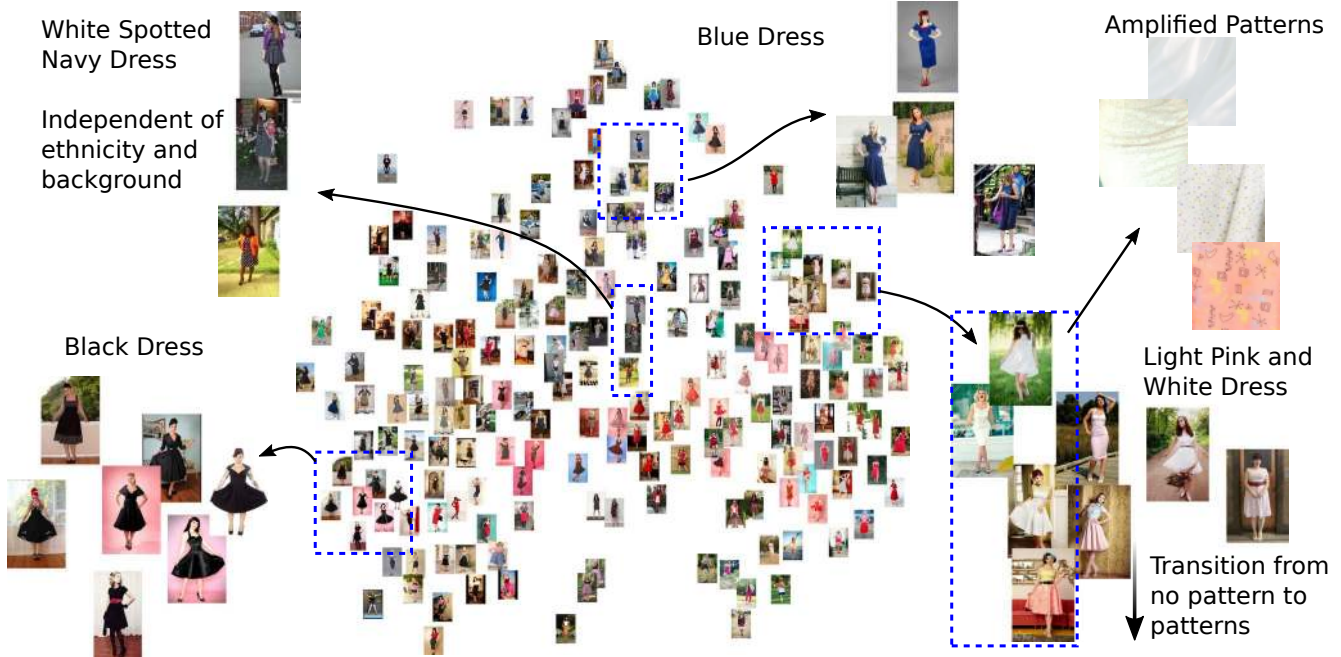 White Spotted
Navy Dress
Independent of
ethnicity and
background
Blue Dress
Amplified Patterns
Black Dress
Light Pink and
White Dress
Transition from
no pattern to
patterns